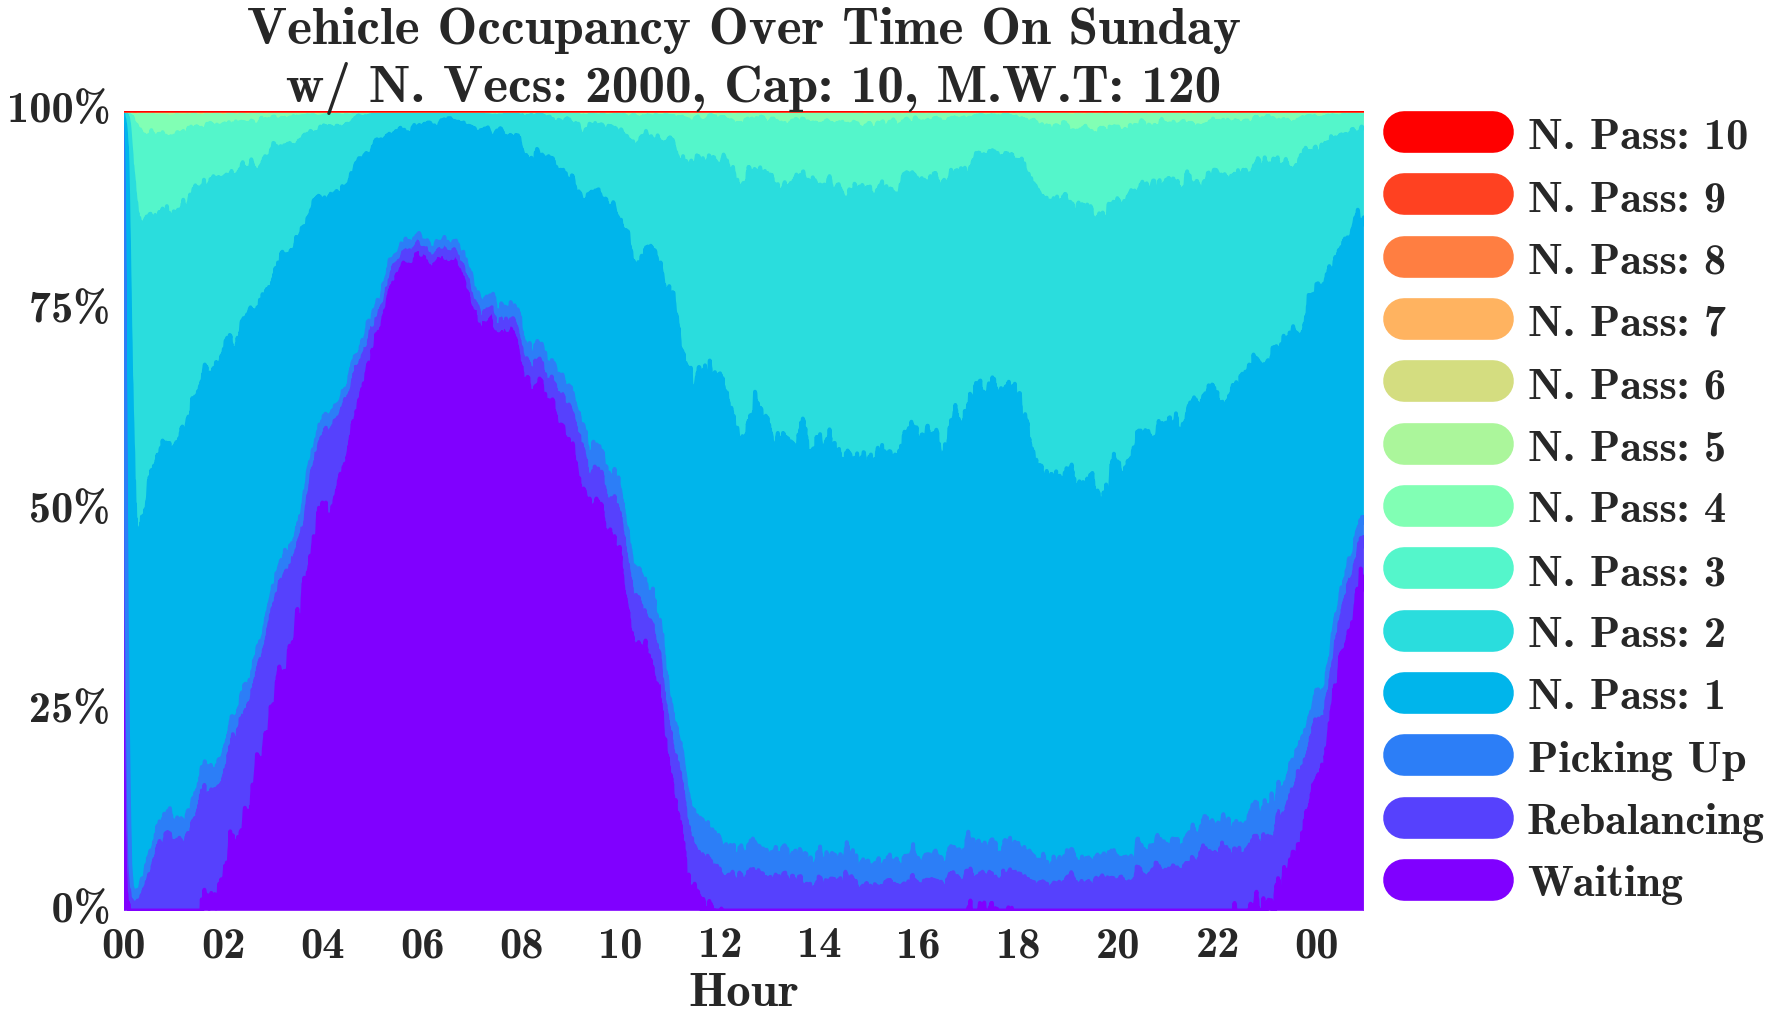 Vehicle Occupancy Over Time On Sunday
w/ N. Vecs: 2000, Cap: 10, M.W.T: 120
100%
75%
50%
25%
0%
00 02 04 06 08 10 12 14 16 18 20 22 00
Hour
N. Pass: 10
N. Pass: 9
N. Pass: 8
N. Pass: 7
N. Pass: 6
N. Pass: 5
N. Pass: 4
N. Pass: 3
N. Pass: 2
N. Pass: 1
Picking Up
Rebalancing
Waiting